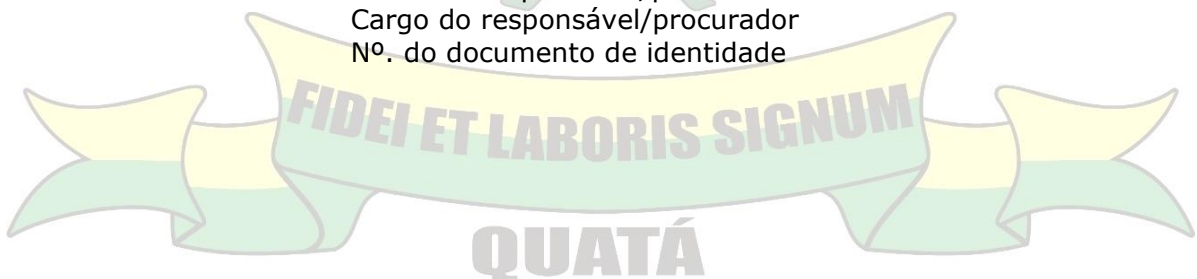 Cargo do responsável/procurador
Nº. do documento de identidade
FIDEI ET LABORIS SIGNUM
QUATÁ